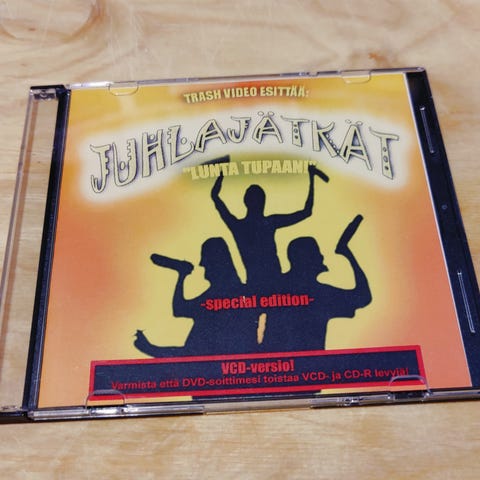 TRASH VIDEO ESITTÄÄ:
JUHLAJÄTKÄT
"LUNTA TUPAAN!"
-special edition-
VCD-versio!
Varmista että DVD-soittimesi toistaa VCD- ja CD-R levyjä!